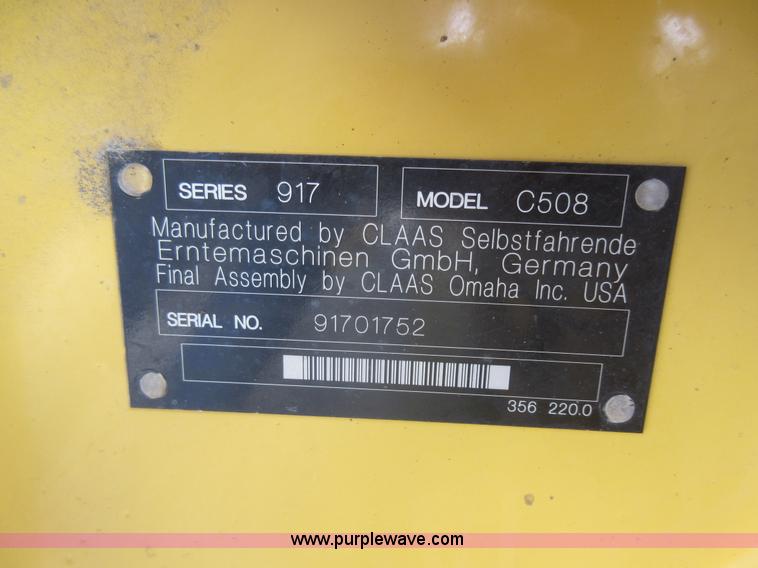 SERIES 917 MODEL C508
Manufactured by CLAAS Selbstfahrende
Erntemaschinen GmbH, Germany
Final Assembly by CLAAS Omaha Inc. USA
SERIAL NO. 91701752
356 220.0
www.purplewave.com